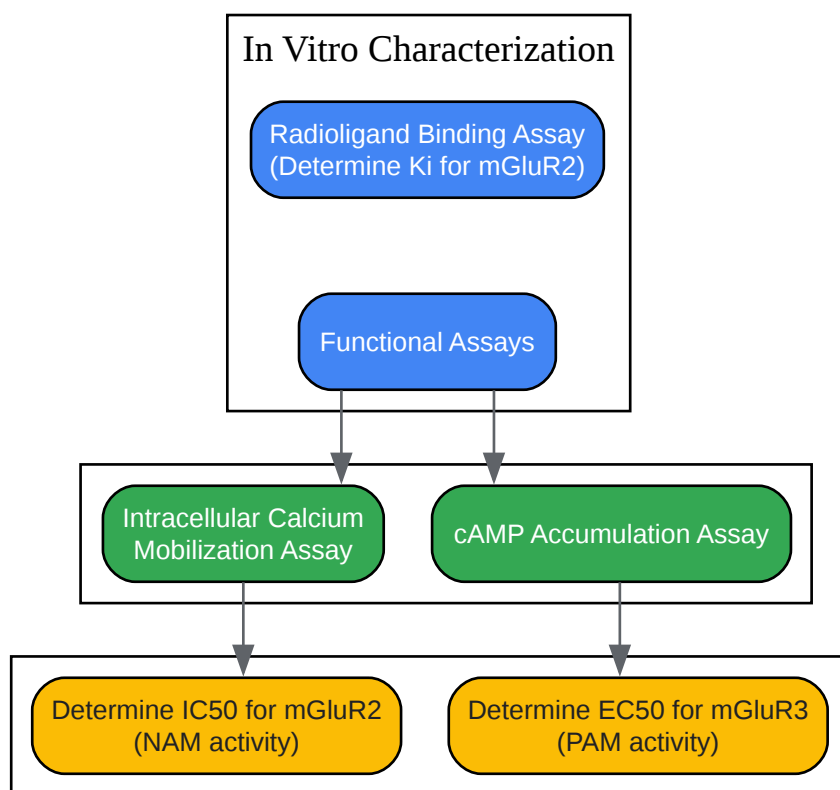 In Vitro Characterization
Radioligand Binding Assay
(Determine Ki for mGluR2)
Functional Assays
Intracellular Calcium
Mobilization Assay
cAMP Accumulation Assay
Determine IC50 for mGluR2
(NAM activity)
Determine EC50 for mGluR3
(PAM activity)